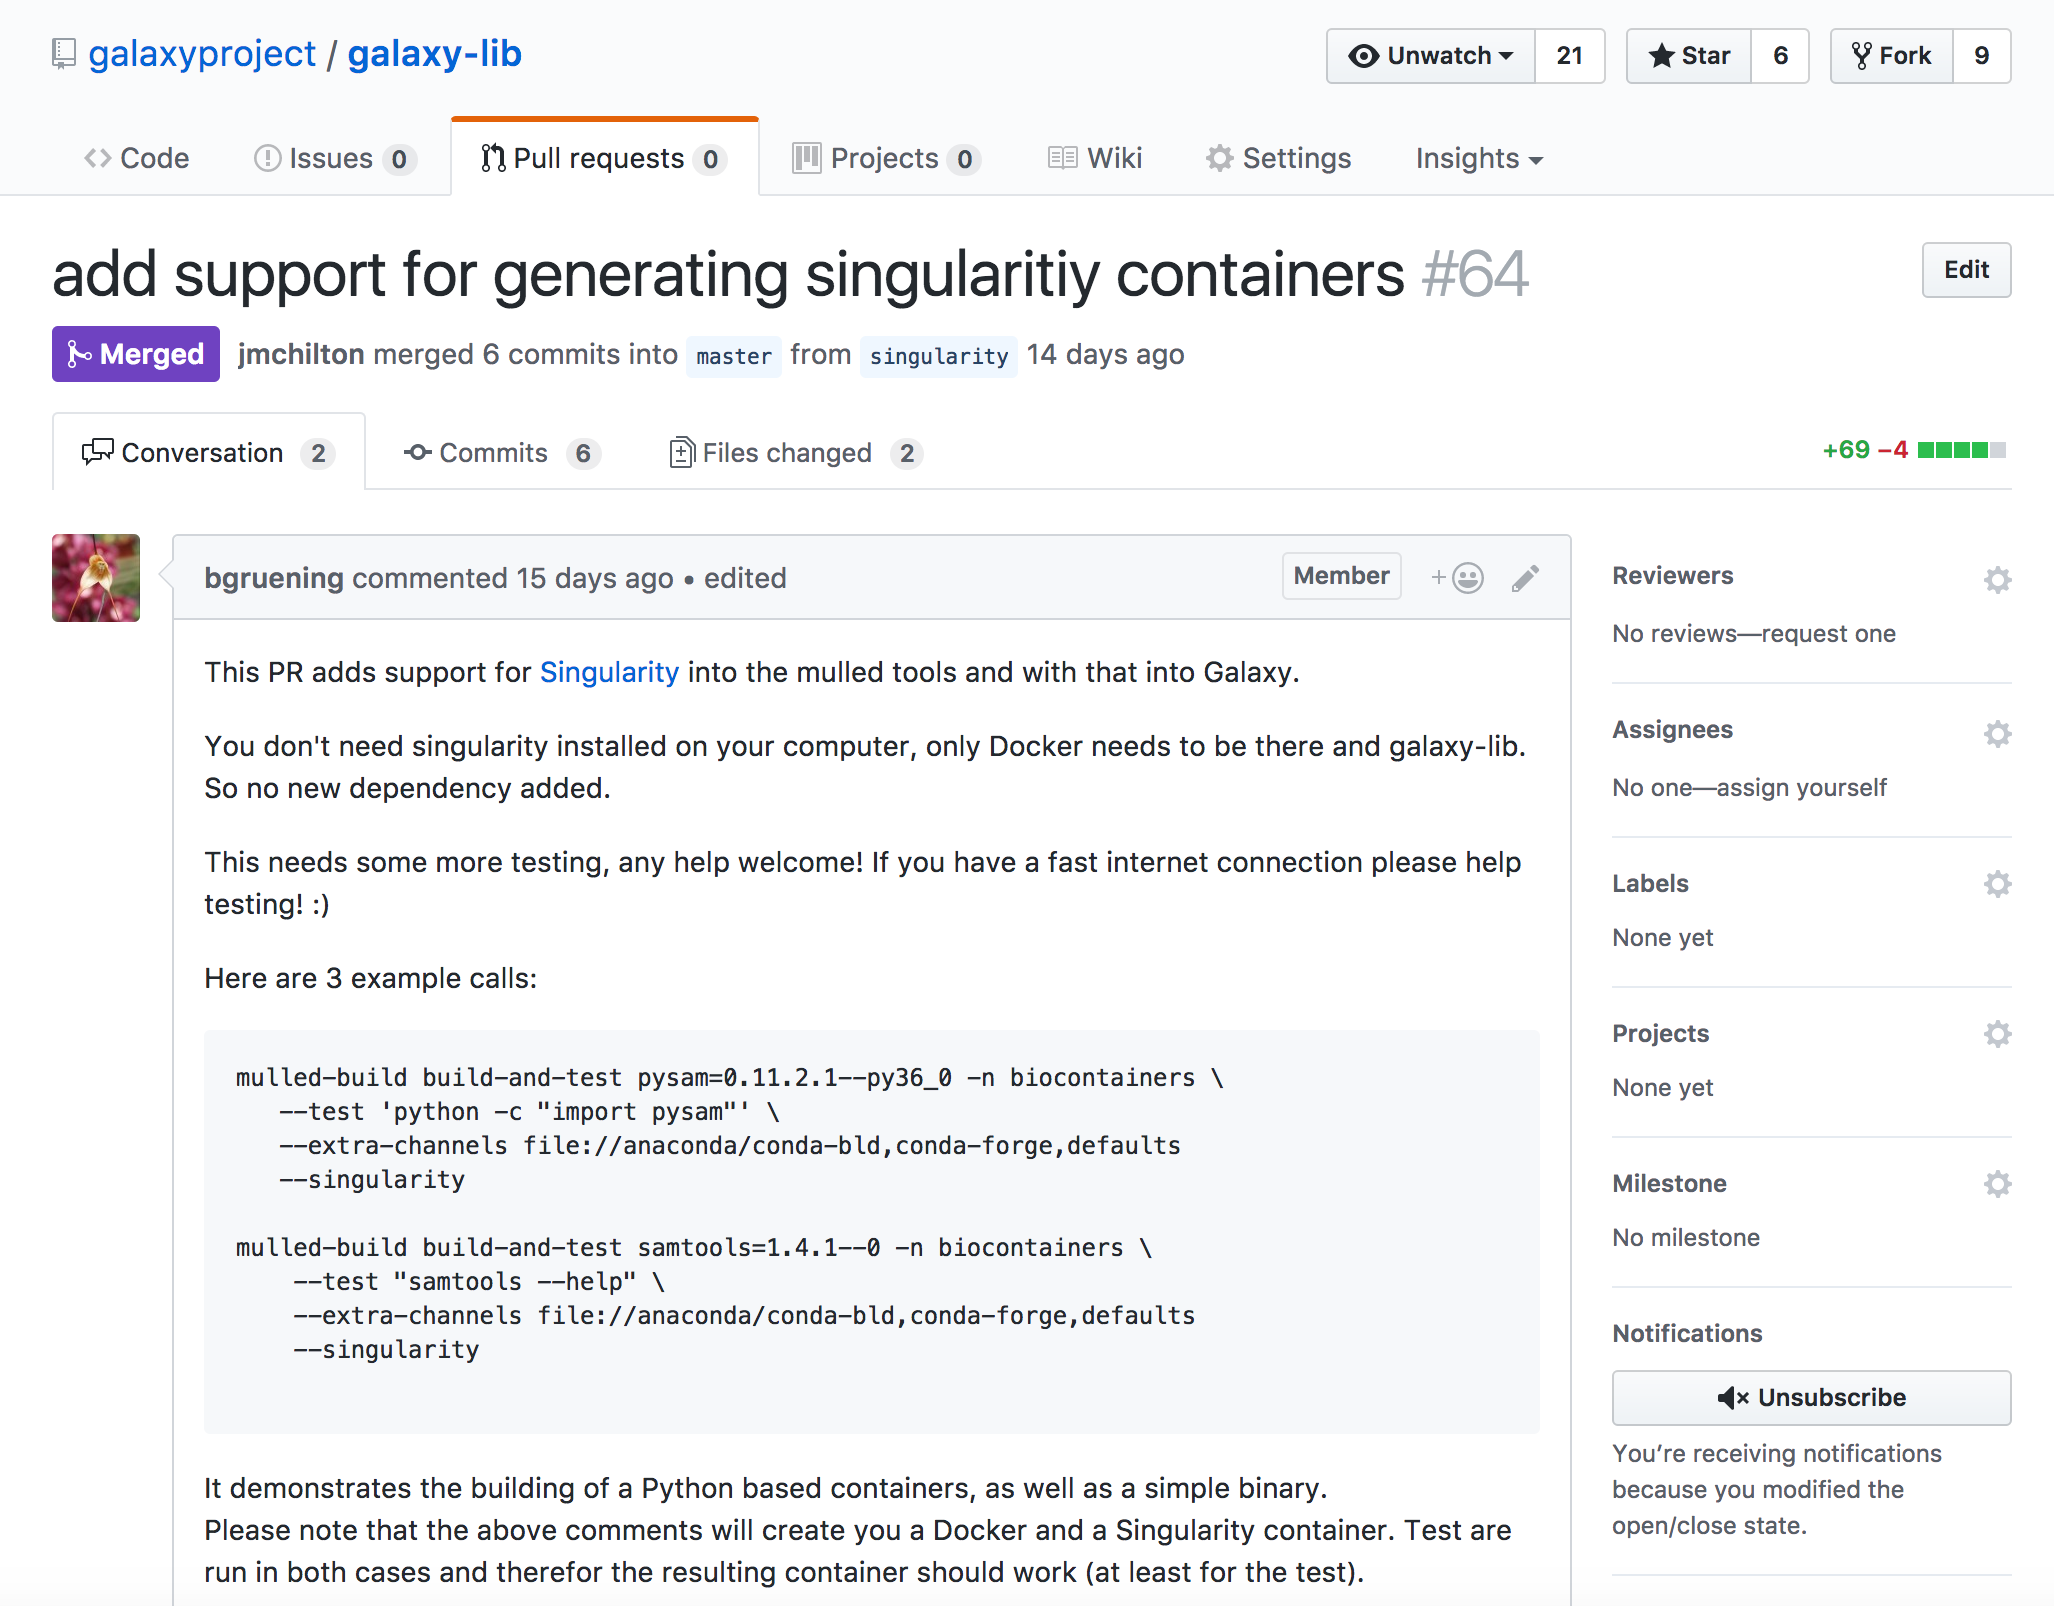 galaxyproject / galaxy-lib
Unwatch 21 Star 6 Fork 9
Code Issues 0 Pull requests 0 Projects 0 Wiki Settings Insights
add support for generating singularitiy containers #64
Edit
Merged jmchilton merged 6 commits into master from singularity 14 days ago
Conversation 2 Commits 6 Files changed 2
+69 −4
bgruening commented 15 days ago • edited
Member
This PR adds support for Singularity into the mulled tools and with that into Galaxy.
You don't need singularity installed on your computer, only Docker needs to be there and galaxy-lib.
So no new dependency added.
This needs some more testing, any help welcome! If you have a fast internet connection please help
testing! :)
Here are 3 example calls:
mulled-build build-and-test pysam=0.11.2.1--py36_0 -n biocontainers \
--test 'python -c "import pysam"' \
--extra-channels file://anaconda/conda-bld,conda-forge,defaults
--singularity
mulled-build build-and-test samtools=1.4.1--0 -n biocontainers \
--test "samtools --help" \
--extra-channels file://anaconda/conda-bld,conda-forge,defaults
--singularity
It demonstrates the building of a Python based containers, as well as a simple binary.
Please note that the above comments will create you a Docker and a Singularity container. Test are
run in both cases and therefor the resulting container should work (at least for the test).
Reviewers
No reviews—request one
Assignees
No one—assign yourself
Labels
None yet
Projects
None yet
Milestone
No milestone
Notifications
Unsubscribe
You’re receiving notifications
because you modified the
open/close state.